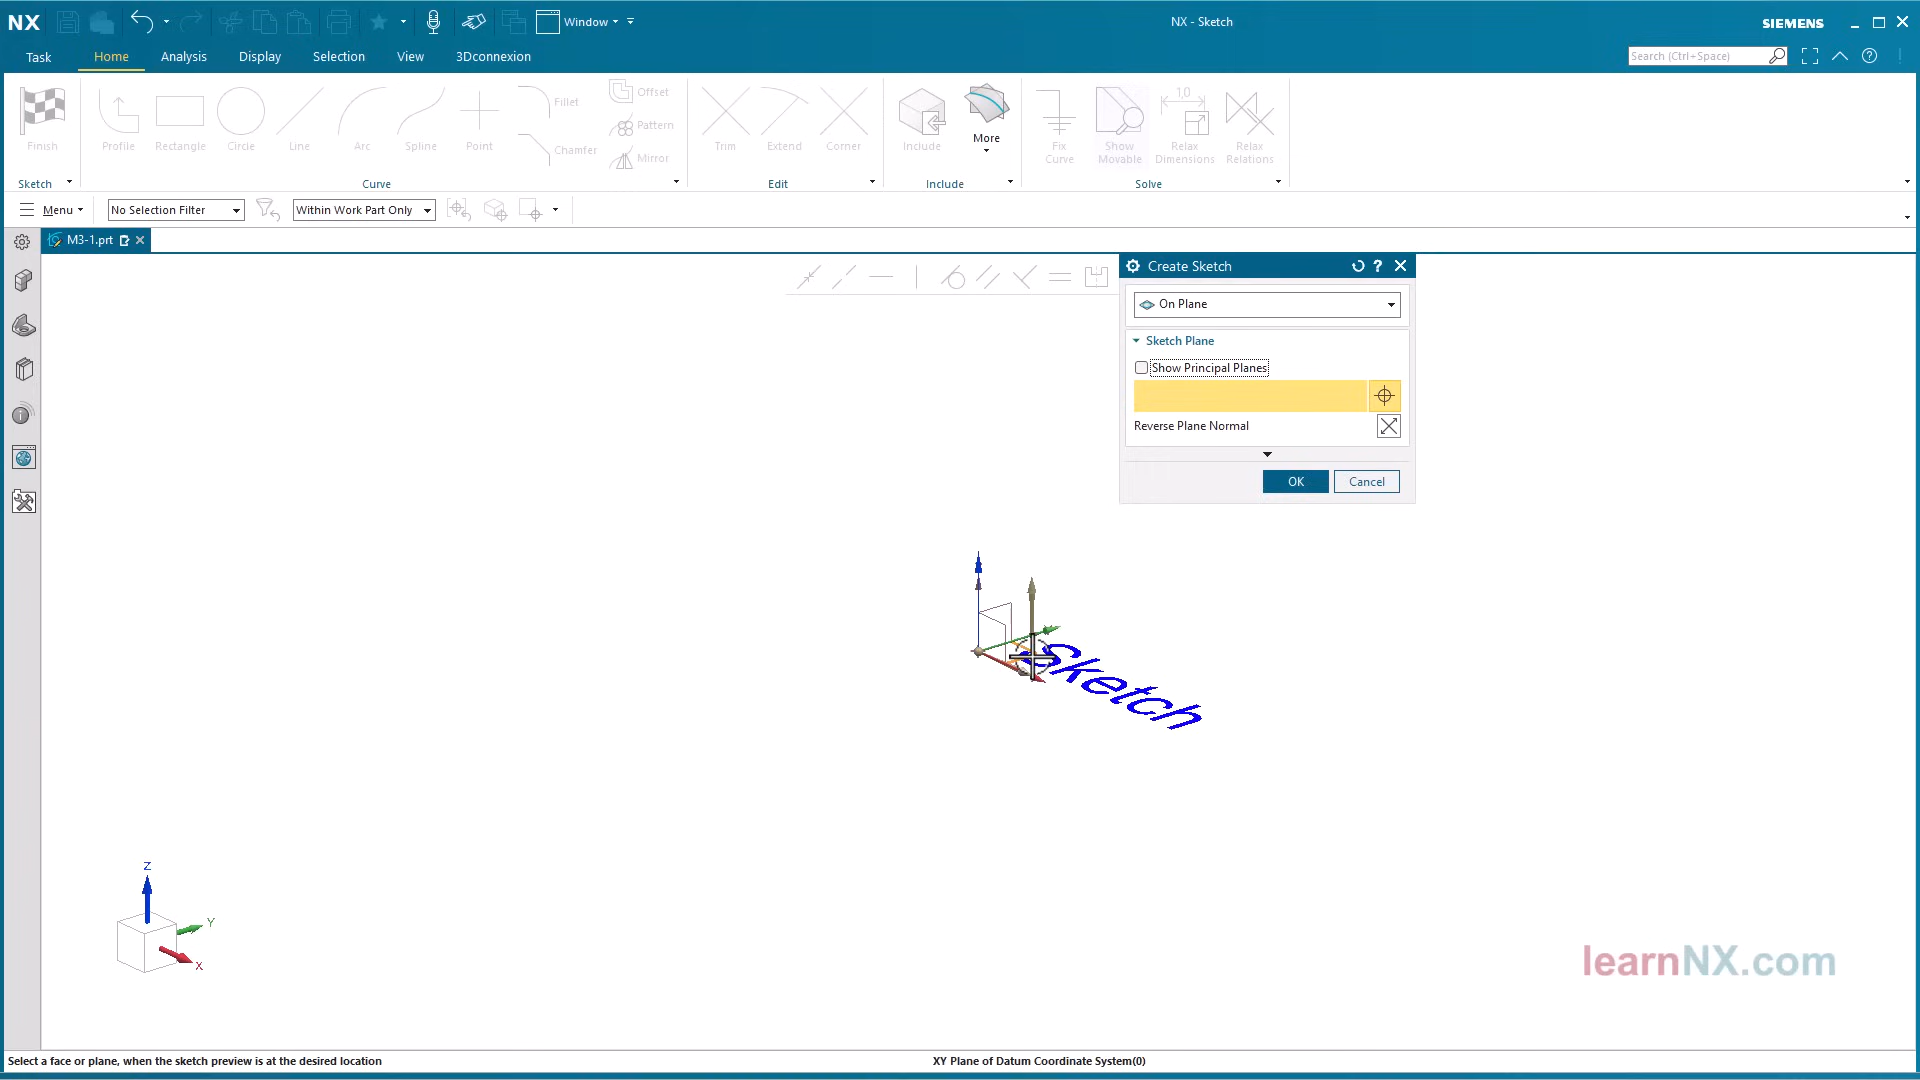 NX
Window
NX - Sketch
SIEMENS
Task
Home
Analysis
Display
Selection
View
3Dconnexion
Search (Ctrl+Space)
Finish
Profile
Rectangle
Circle
Line
Arc
Spline
Point
Fillet
Chamfer
Offset
Pattern
Mirror
Trim
Extend
Corner
Include
More
Fix
Curve
Show
Movable
1,0
Relax
Dimensions
Relax
Relations
Sketch
Curve
Edit
Include
Solve
Menu
No Selection Filter
Within Work Part Only
M3-1.prt
Create Sketch
On Plane
Sketch Plane
Show Principal Planes
Reverse Plane Normal
OK
Cancel
Sketch
Z
Y
X
learnNX.com
Select a face or plane, when the sketch preview is at the desired location
XY Plane of Datum Coordinate System(0)